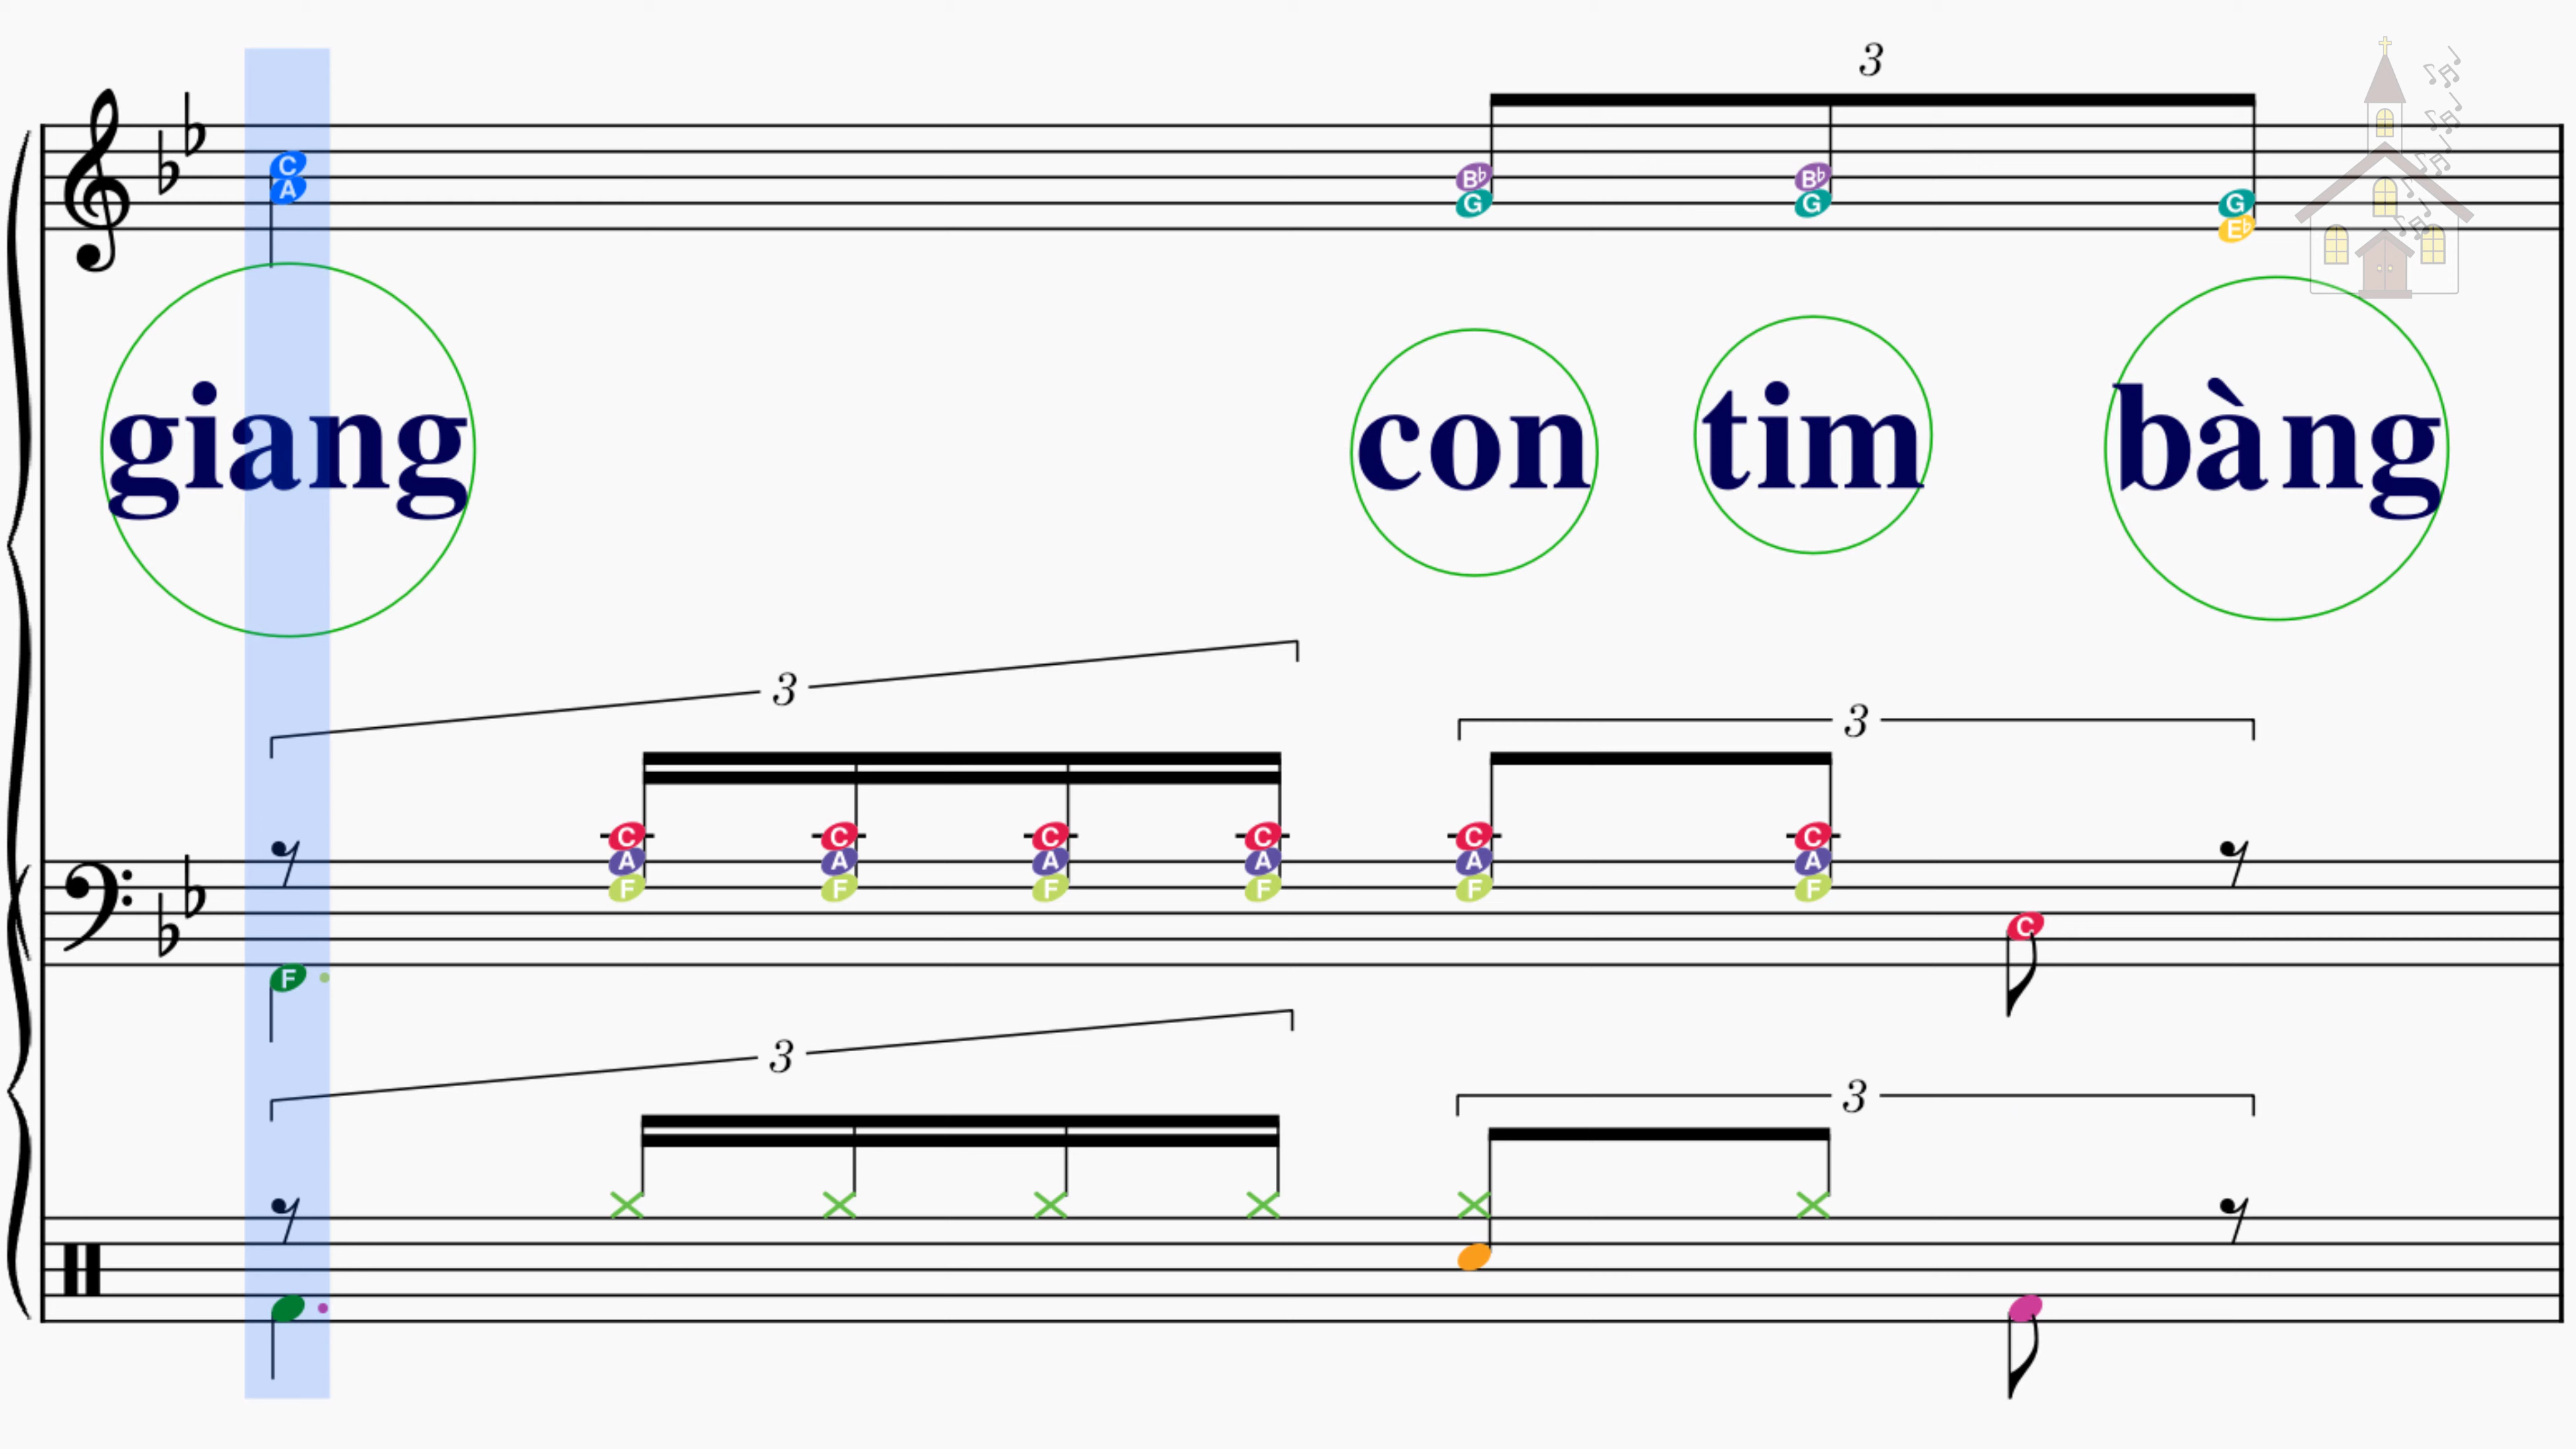 3
C
A
B♭
G
B♭
G
G
E♭
giang con tim bàng
3
3
C C C C C C
A A A A A A
F F F F F F
C
F
3
3